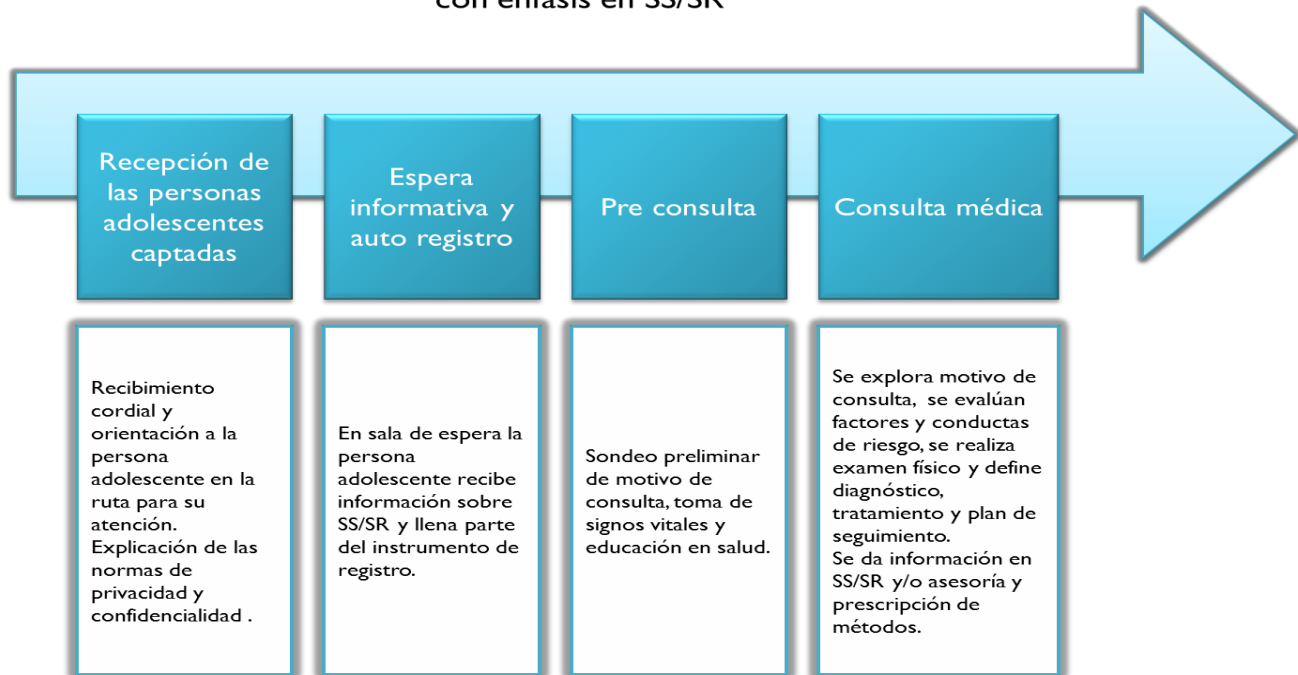 con énfasis en SS/SR
Recepción de
las personas
adolescentes
captadas
Espera
informativa y
auto registro
Pre consulta
Consulta médica
Recibimiento
cordial y
orientación a la
persona
adolescente en la
ruta para su
atención.
Explicación de las
normas de
privacidad y
confidencialidad .
En sala de espera la
persona
adolescente recibe
información sobre
SS/SR y llena parte
del instrumento de
registro.
Sondeo preliminar
de motivo de
consulta, toma de
signos vitales y
educación en salud.
Se explora motivo de
consulta, se evalúan
factores y conductas
de riesgo, se realiza
examen físico y define
diagnóstico,
tratamiento y plan de
seguimiento.
Se da información en
SS/SR y/o asesoría y
prescripción de
métodos.